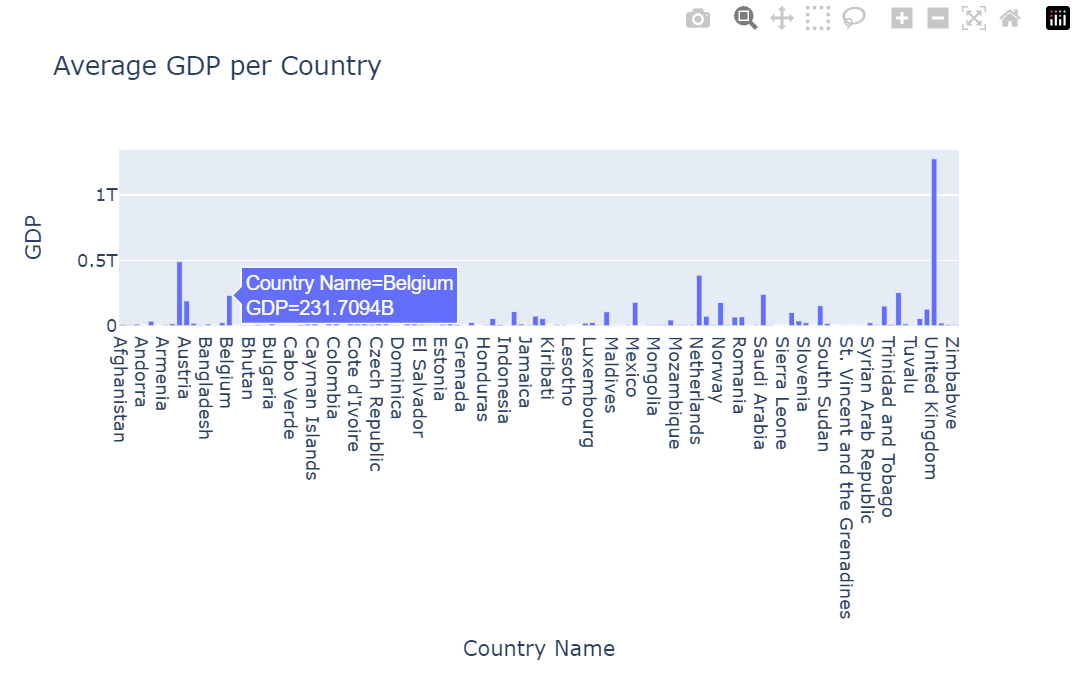 Average GDP per Country
GDP
1T
0.5T
0
Country Name=Belgium
GDP=231.7094B
Afghanistan
Andorra
Armenia
Austria
Bangladesh
Belgium
Bhutan
Bulgaria
Cabo Verde
Cayman Islands
Colombia
Cote d'Ivoire
Czech Republic
Dominica
El Salvador
Estonia
Grenada
Honduras
Indonesia
Jamaica
Kiribati
Lesotho
Luxembourg
Maldives
Mexico
Mongolia
Mozambique
Netherlands
Norway
Romania
Saudi Arabia
Sierra Leone
Slovenia
South Sudan
St. Vincent and the Grenadines
Syrian Arab Republic
Trinidad and Tobago
Tuvalu
United Kingdom
Zimbabwe
Country Name